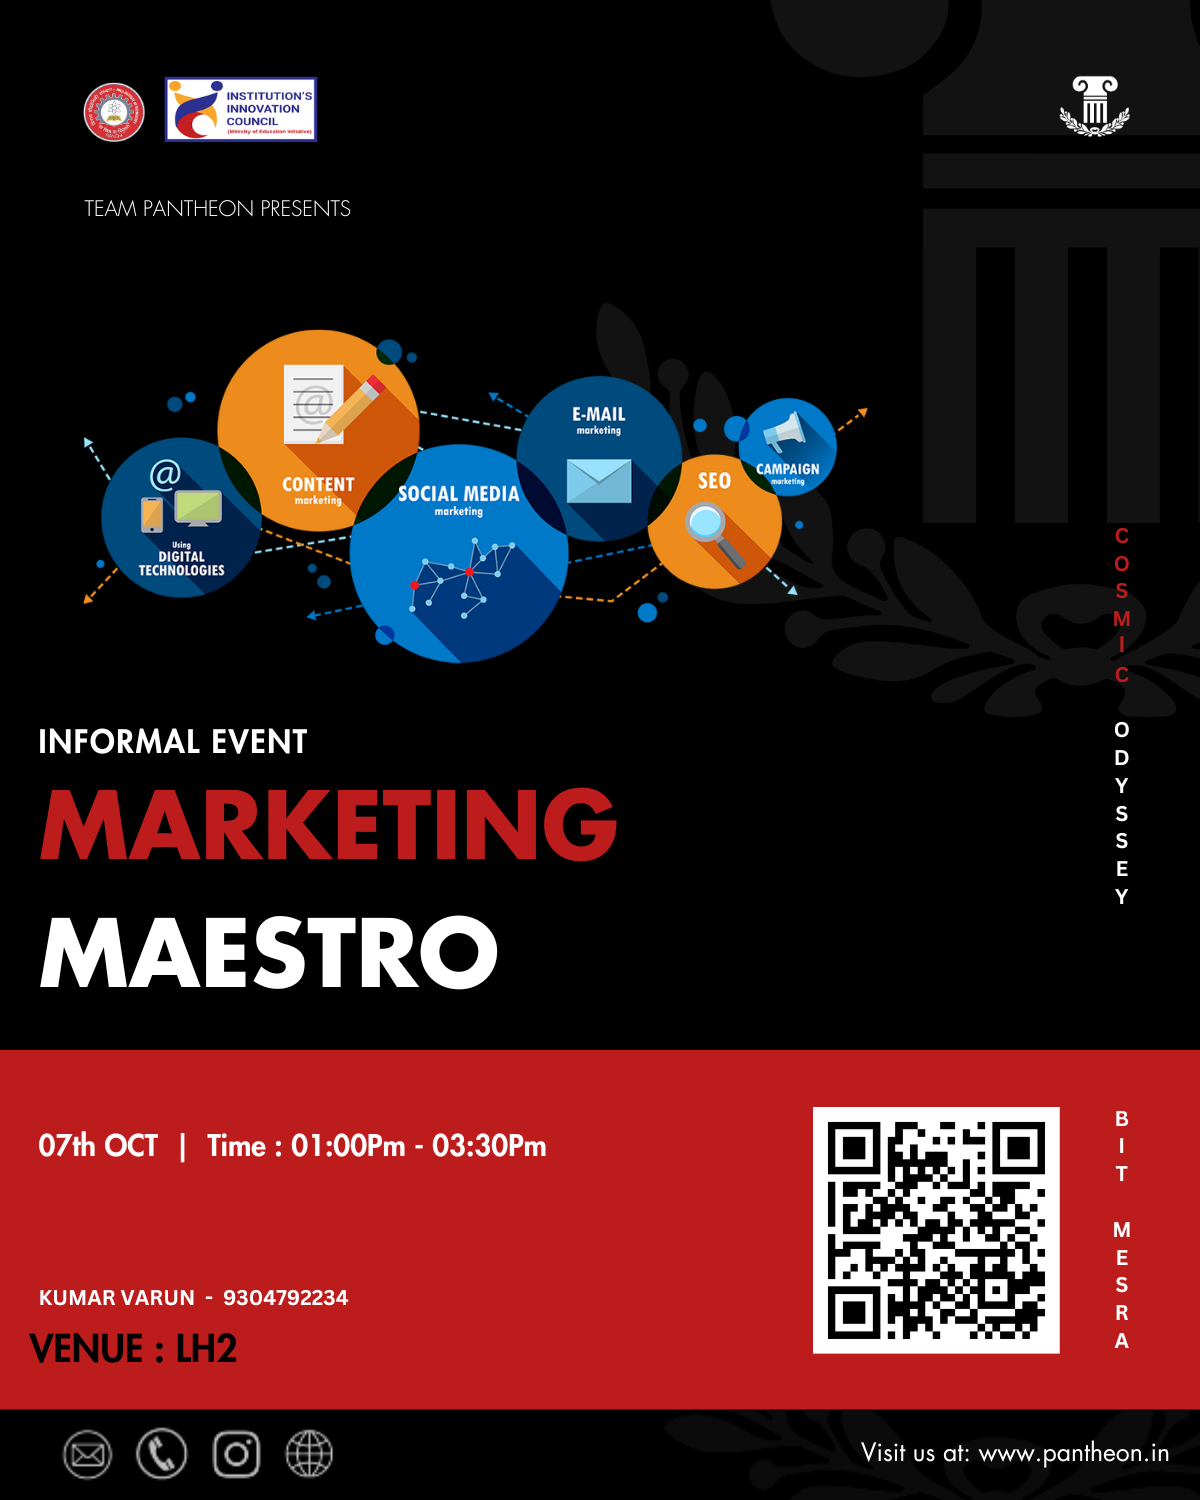 INSTITUTION'S
INNOVATION
COUNCIL
(Ministry of Education Initiative)
TEAM PANTHEON PRESENTS
@
CONTENT
marketing
E-MAIL
marketing
CAMPAIGN
marketing
@
Using
DIGITAL
TECHNOLOGIES
SOCIAL MEDIA
marketing
SEO
COSMIC ODYSSEY
INFORMAL EVENT
MARKETING
MAESTRO
07th OCT | Time : 01:00Pm - 03:30Pm
KUMAR VARUN - 9304792234
VENUE : LH2
BIT MESRA
Visit us at: www.pantheon.in